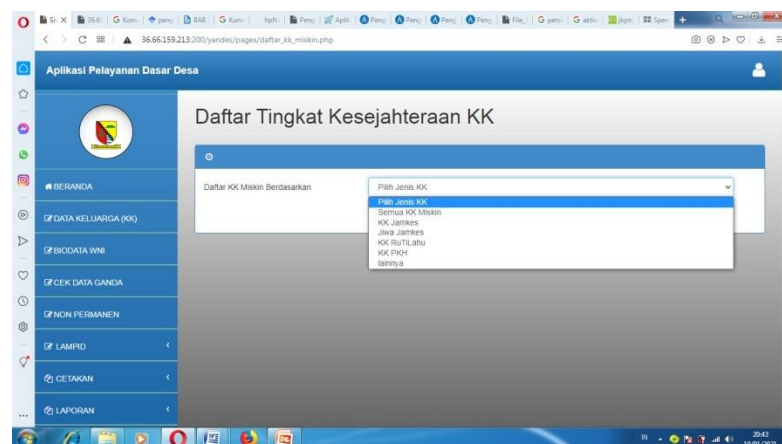 36.66.159.213:200/yandes/pages/daftar_kk_miskin.php
Aplikasi Pelayanan Dasar Desa
Daftar Tingkat Kesejahteraan KK
BERANDA
DATA KELUARGA (KK)
BIODATA WNI
CEK DATA GANDA
NON PERMANEN
LAMPID
CETAKAN
LAPORAN
Daftar KK Miskin Berdasarkan
Pilih Jenis KK
Pilih Jenis KK
Semua KK Miskin
KK Jamkes
Jiwa Jamkes
KK RuTiLahu
KK PKH
lainnya
IN
20:43